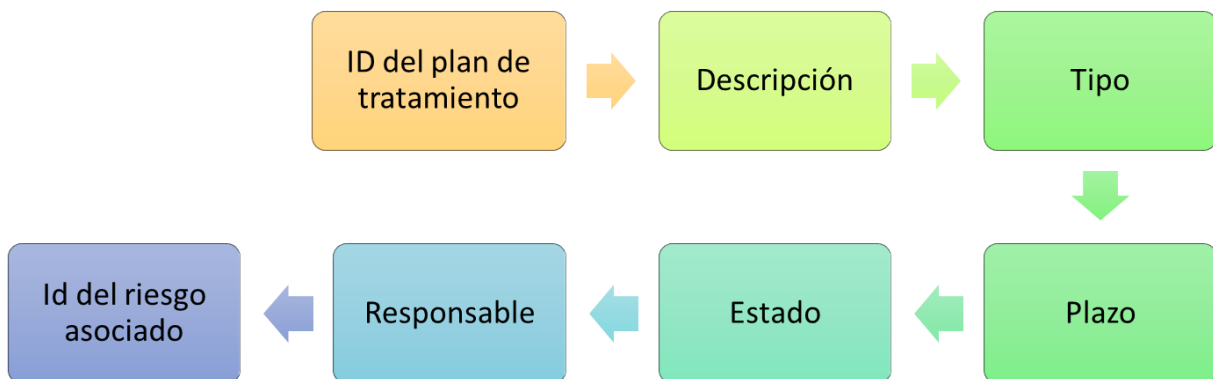 ID del plan de
tratamiento
Descripción
Tipo
Plazo
Estado
Responsable
Id del riesgo
asociado